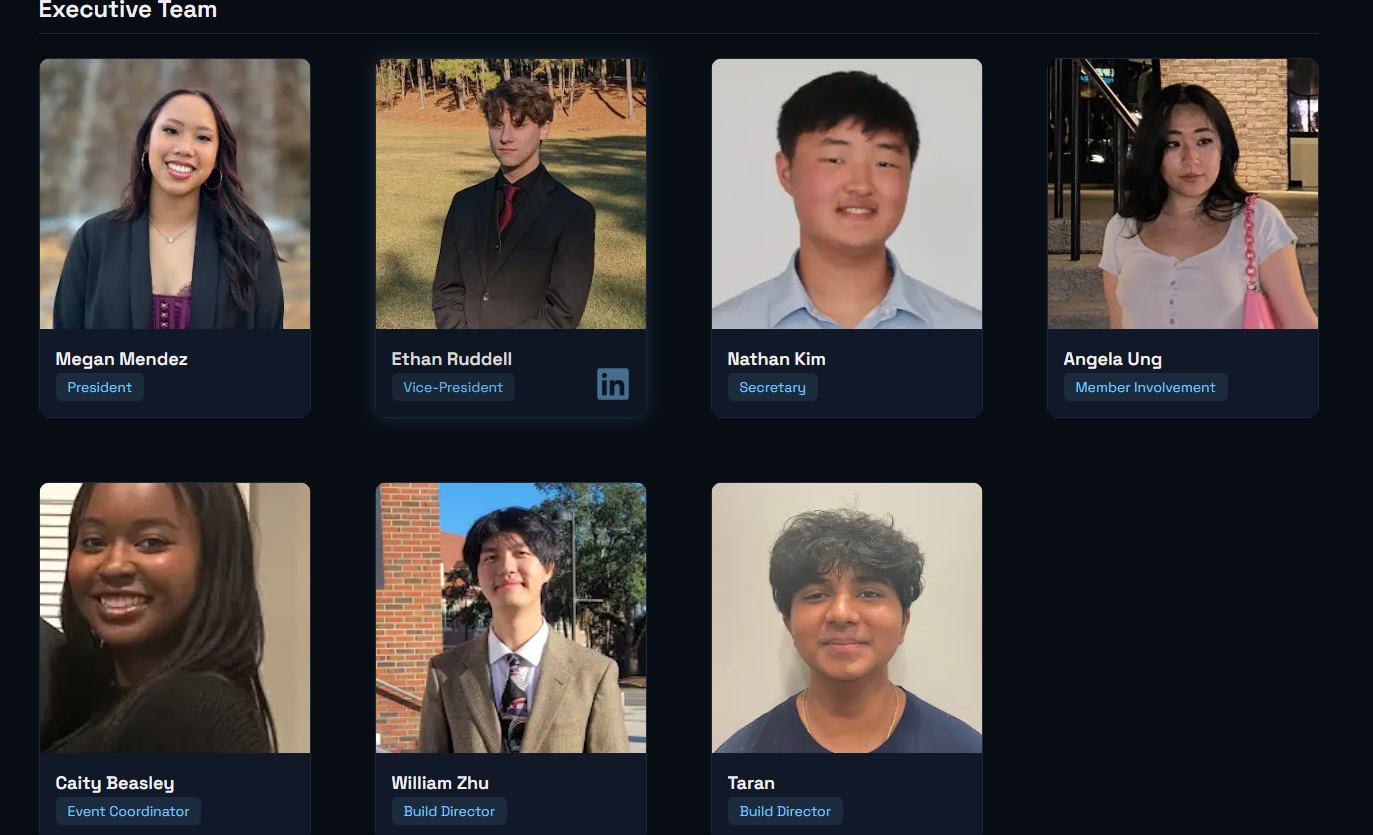 Executive Team
Megan Mendez
President
Ethan Ruddell
Vice-President
in
Nathan Kim
Secretary
Angela Ung
Member Involvement
Caity Beasley
Event Coordinator
William Zhu
Build Director
Taran
Build Director